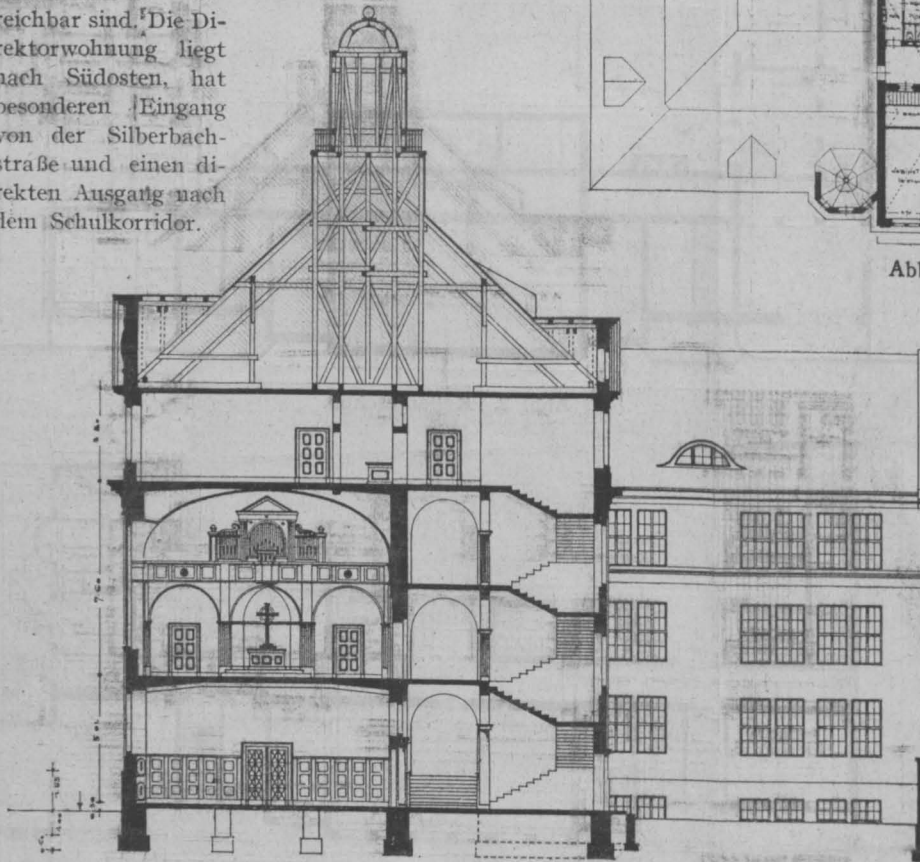 reichbar sind. Die Di-
rektorwohnung liegt
nach Südosten, hat
besonderen Eingang
von der Silberbach-
straße und einen di-
rekten Ausgang nach
dem Schulkorridor.
Abb